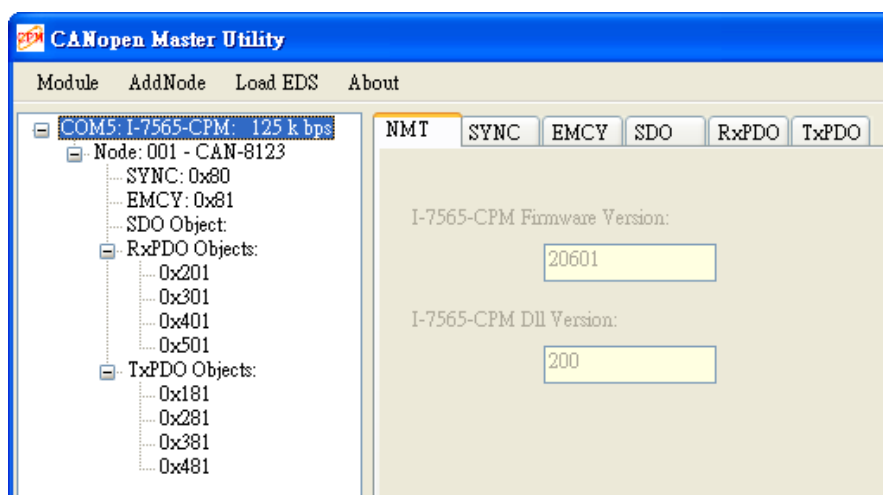 CPM CANopen Master Utility
Module AddNode Load EDS About
COM5: I-7565-CPM: 125 k bps
Node: 001 - CAN-8123
SYNC: 0x80
EMCY: 0x81
SDO Object:
RxPDO Objects:
0x201
0x301
0x401
0x501
TxPDO Objects:
0x181
0x281
0x381
0x481
NMT SYNC EMCY SDO RxPDO TxPDO
I-7565-CPM Firmware Version:
20601
I-7565-CPM Dll Version:
200